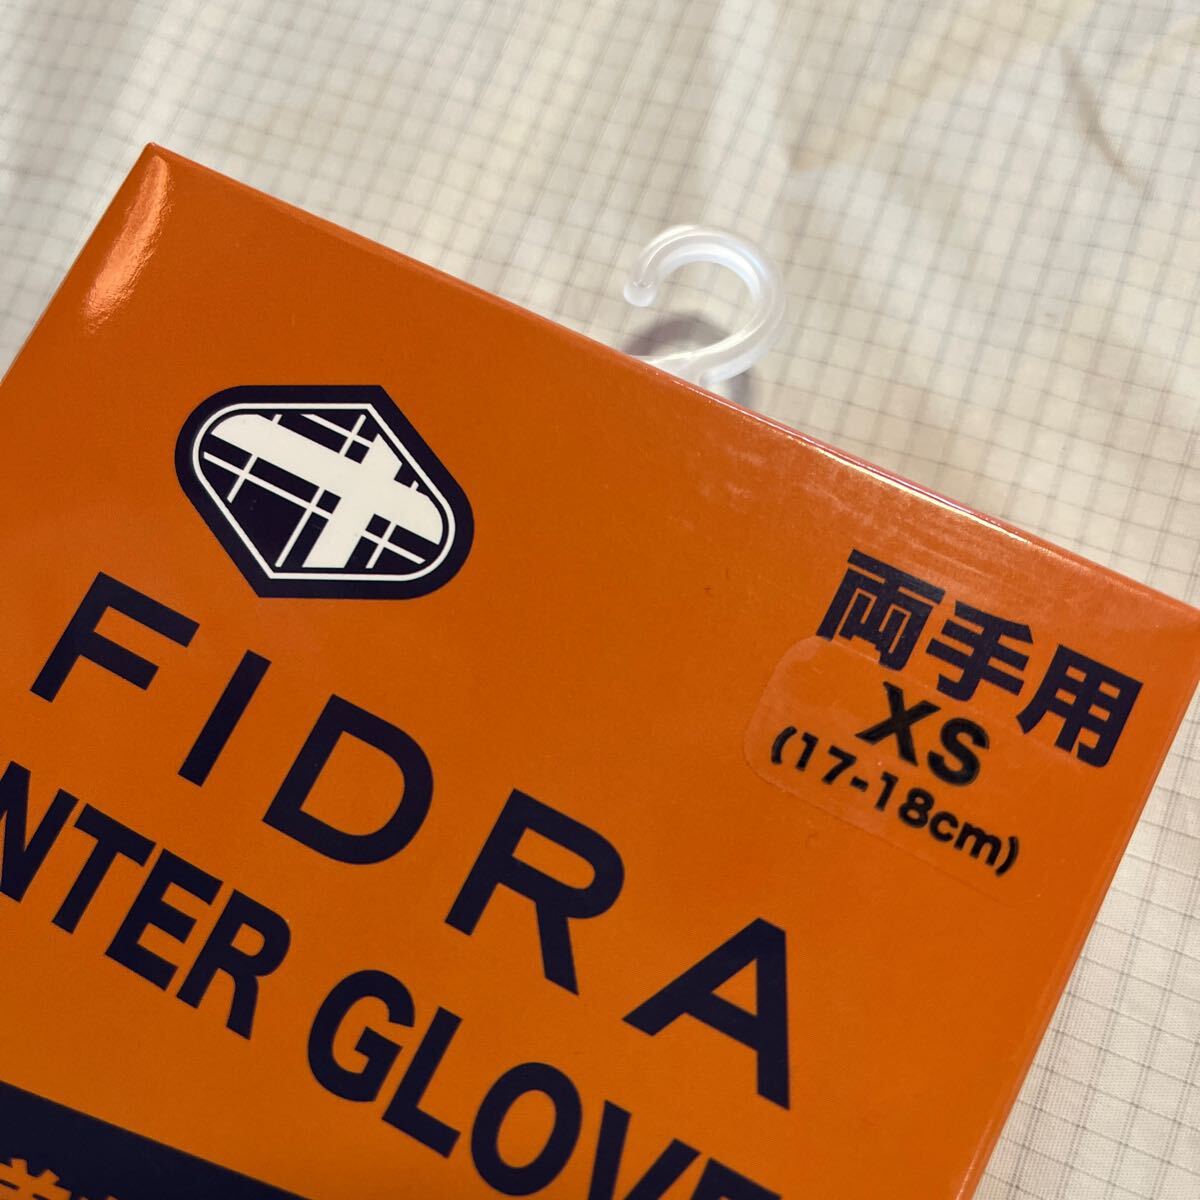 両手用
XS
(17-18cm)
FIDRA
NTER GLOVE